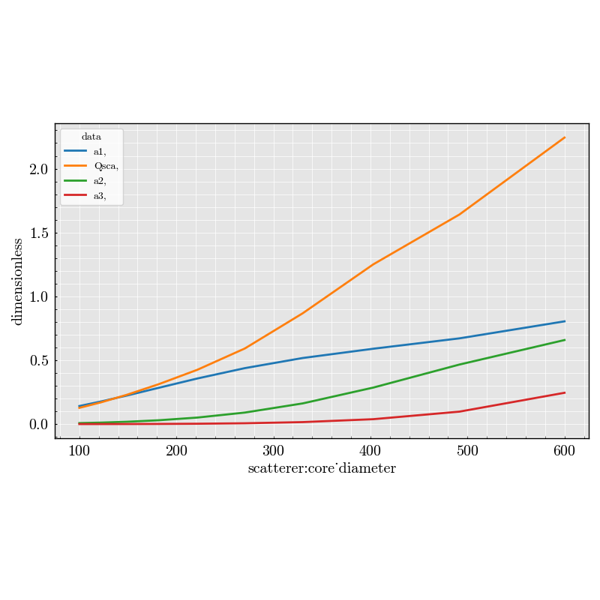 data
a1,
Qsca,
a2,
a3,
2.0
1.5
1.0
0.5
0.0
dimensionless
100 200 300 400 500 600
scatterer:core˙diameter